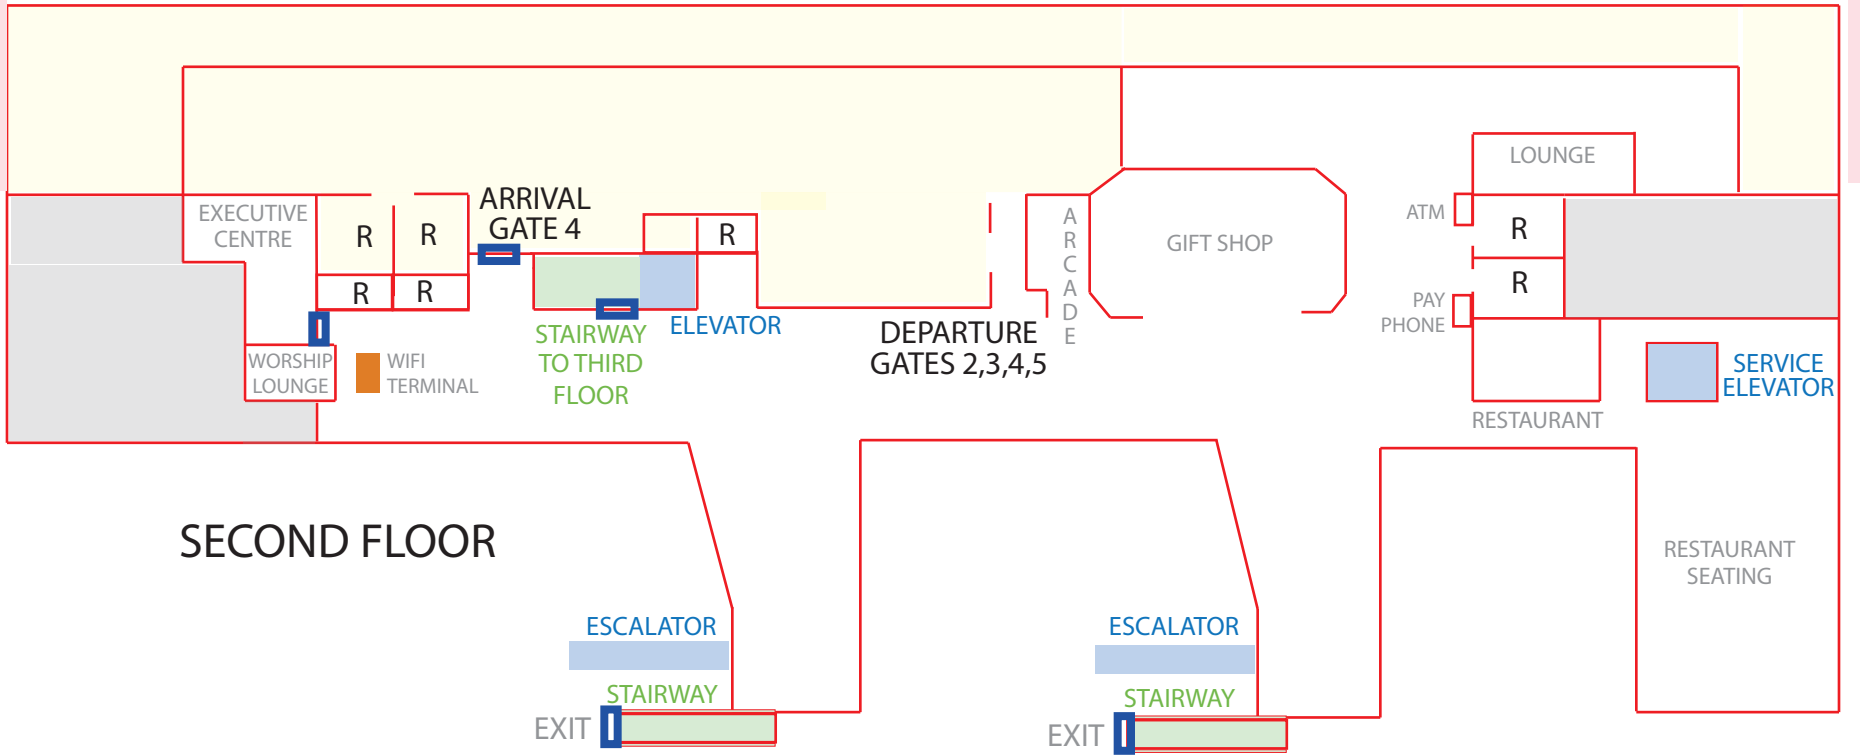 LOUNGE
EXECUTIVE
CENTRE
R
R
ARRIVAL
GATE 4
R
ARCADE
GIFT SHOP
ATM
R
R
R
R
PAY
PHONE
STAIRWAY
TO THIRD
FLOOR
ELEVATOR
DEPARTURE
GATES 2,3,4,5
WORSHIP
LOUNGE
WIFI
TERMINAL
SERVICE
ELEVATOR
RESTAURANT
SECOND FLOOR
RESTAURANT
SEATING
ESCALATOR
ESCALATOR
STAIRWAY
STAIRWAY
EXIT
EXIT